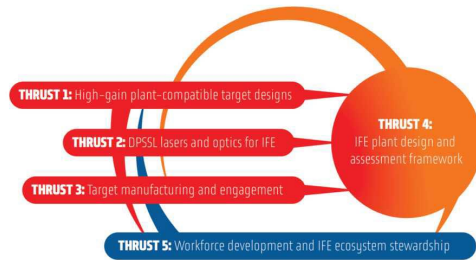 THRUST 1: High-gain plant-compatible target designs
THRUST 2: DPSSL lasers and optics for IFE
THRUST 3: Target manufacturing and engagement
THRUST 4:
IFE plant design and
assessment framework
THRUST 5: Workforce development and IFE ecosystem stewardship